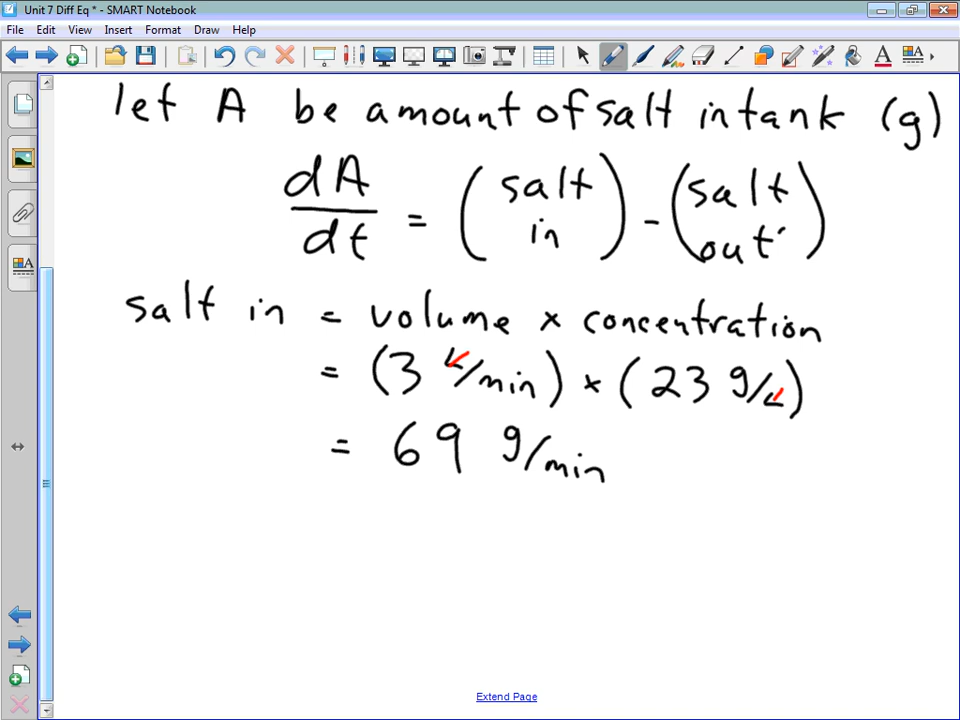 Unit 7 Diff Eq * - SMART Notebook
File Edit View Insert Format Draw Help
let A be amount of salt in tank (g)
dA/dt = (salt in) - (salt out)
salt in = volume x concentration
= (3 L/min) x (23 g/L)
= 69 g/min
Extend Page